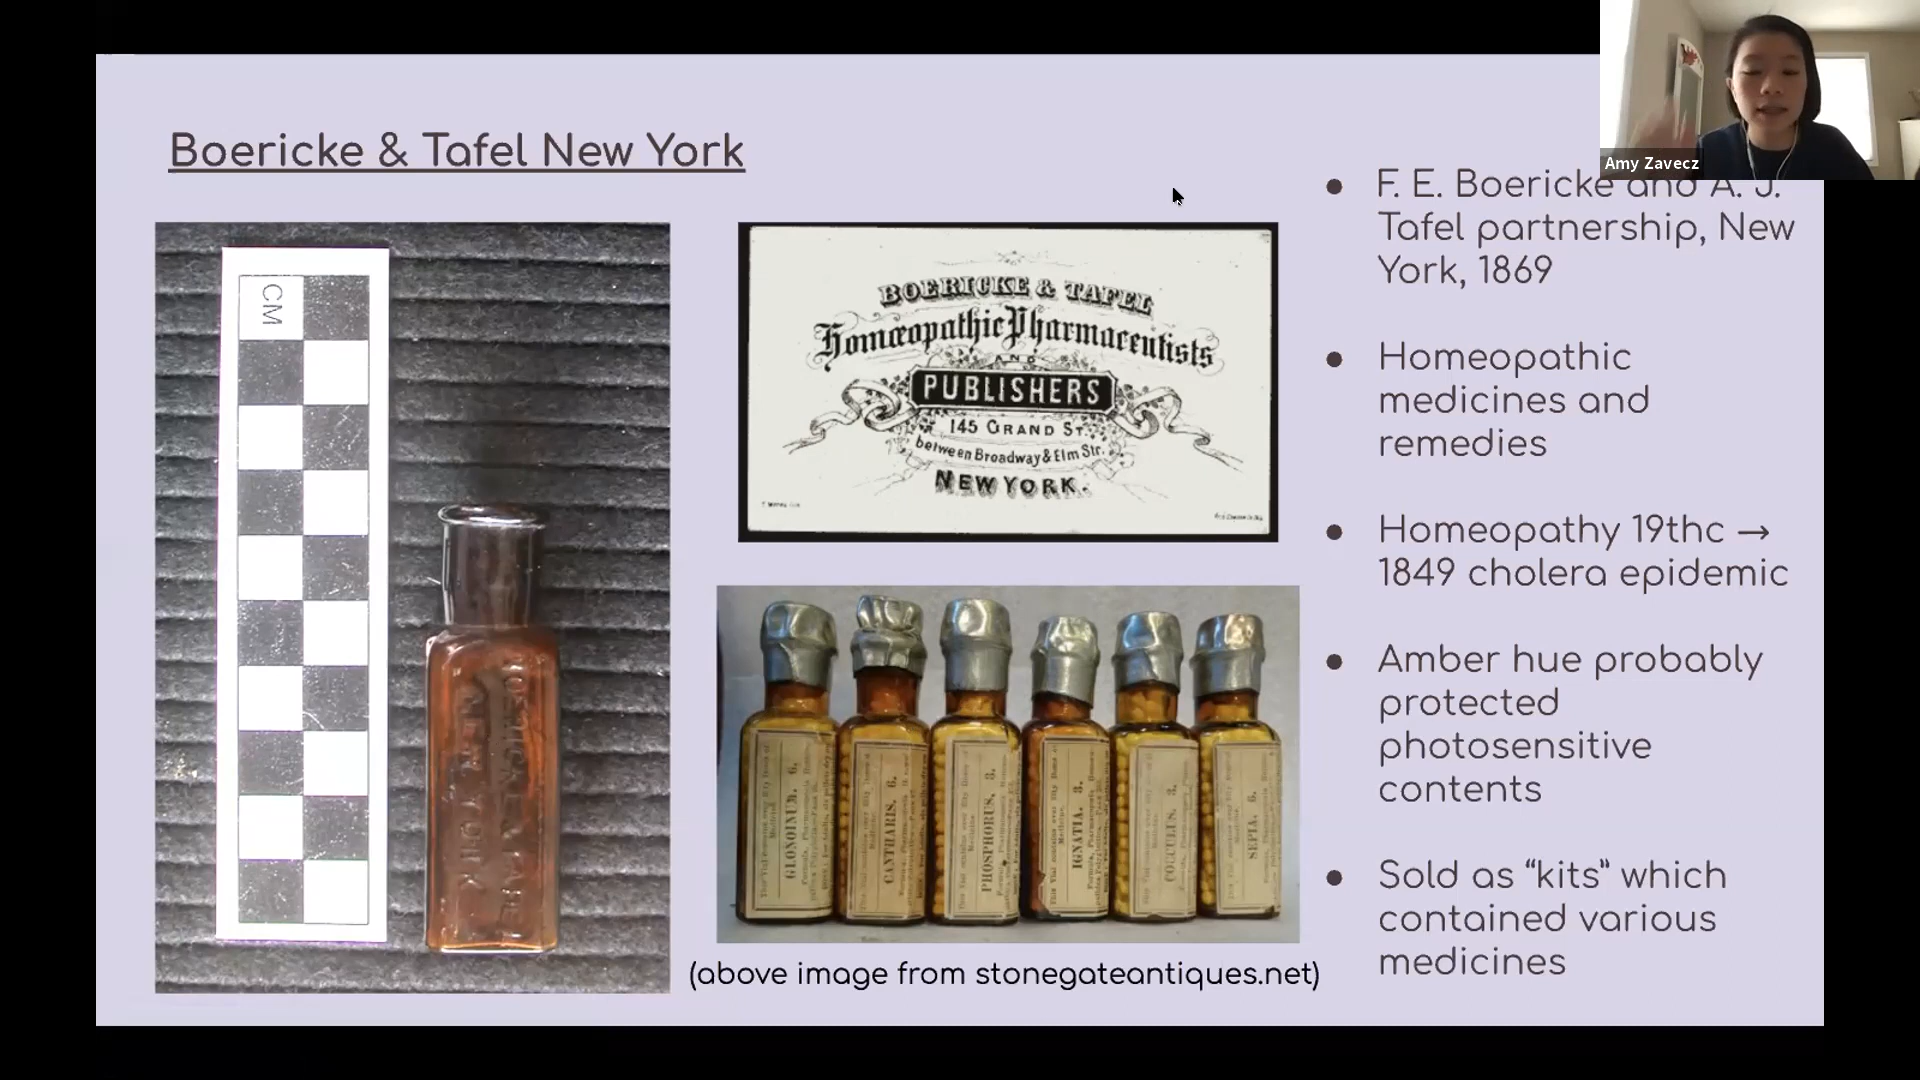 Boericke & Tafel New York
Amy Zavecz
CM
NEW YORK
BOERICKE & TAFEL
Homœopathic Pharmaceutists
AND
PUBLISHERS
145 GRAND ST.
between Broadway & Elm Str.
NEW YORK.
GLONOINUM. 6.
CANTHARIS. 6.
PHOSPHORUS. 3.
IGNATIA. 3.
COCCULUS. 3.
SEPIA. 6.
(above image from stonegateantiques.net)
● F. E. Boericke and A. J.
Tafel partnership, New
York, 1869
● Homeopathic
medicines and
remedies
● Homeopathy 19thc →
1849 cholera epidemic
● Amber hue probably
protected
photosensitive
contents
● Sold as “kits” which
contained various
medicines